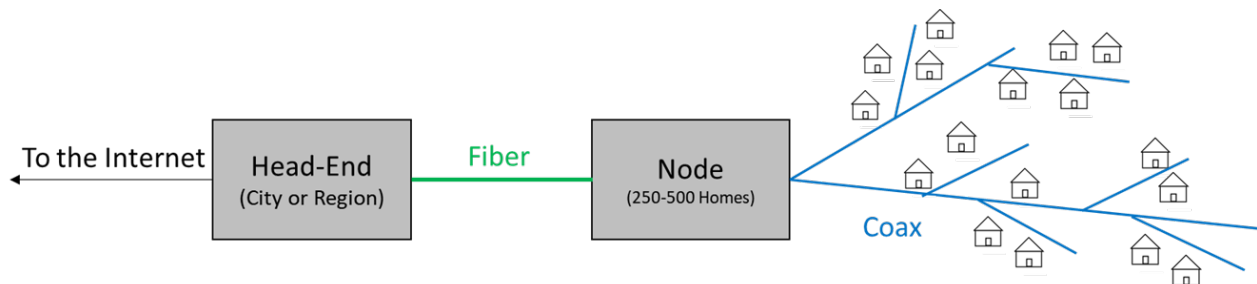 To the Internet
Head-End
(City or Region)
Fiber
Node
(250-500 Homes)
Coax